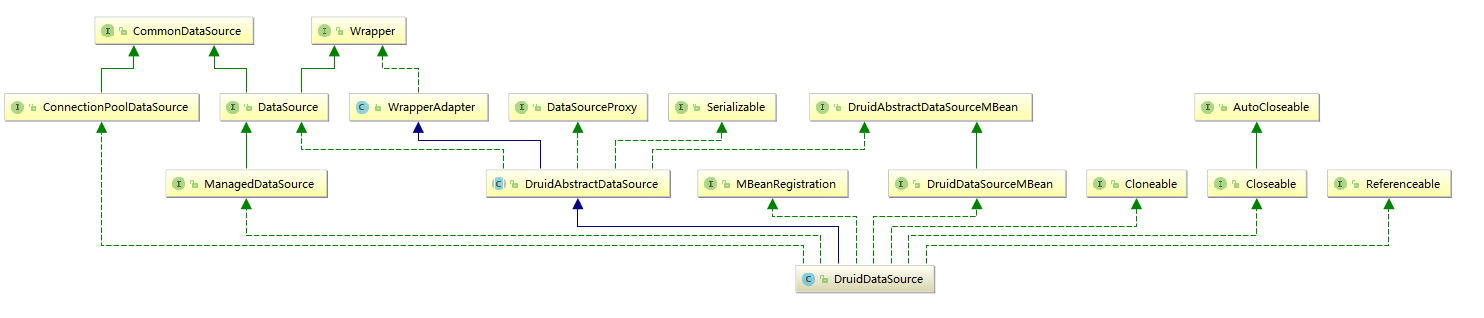 CommonDataSource
Wrapper
ConnectionPoolDataSource
DataSource
WrapperAdapter
DataSourceProxy
Serializable
DruidAbstractDataSourceMBean
AutoCloseable
ManagedDataSource
DruidAbstractDataSource
MBeanRegistration
DruidDataSourceMBean
Cloneable
Closeable
Referenceable
DruidDataSource